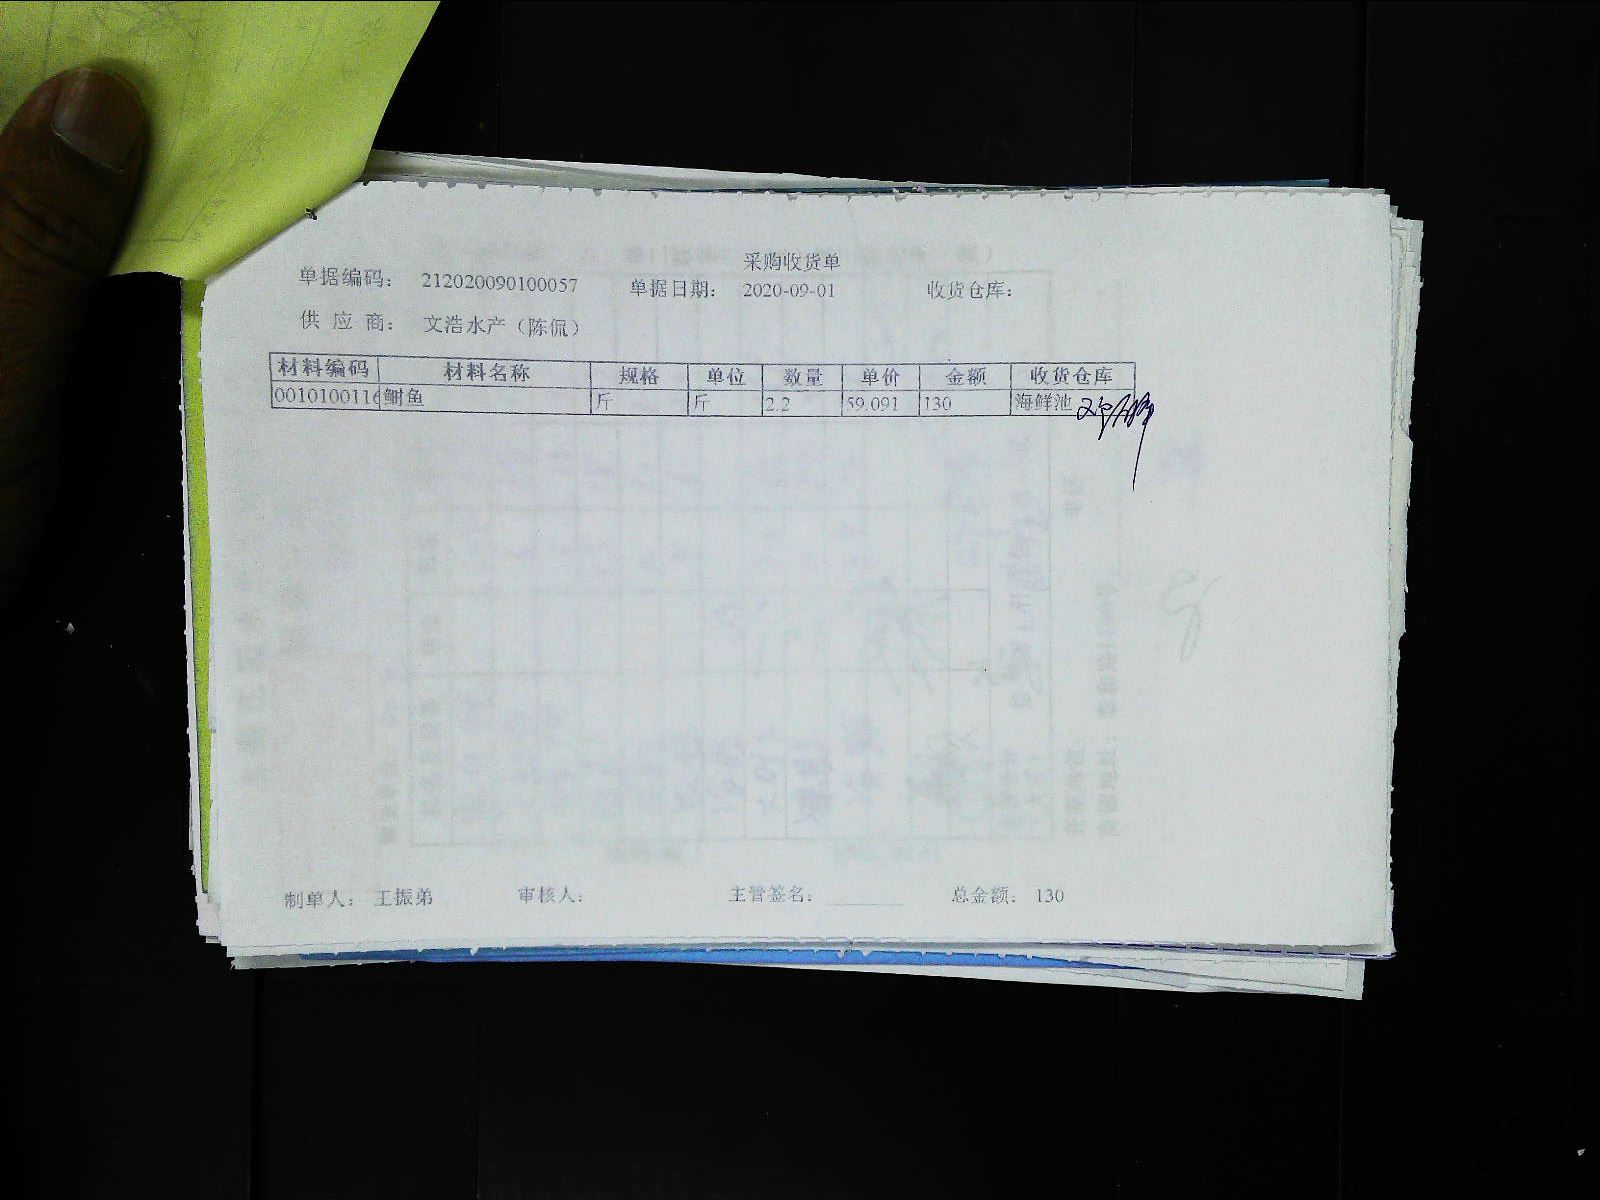 采购收货单
单据编码: 212020090100057 单据日期: 2020-09-01 收货仓库:
供 应 商: 文浩水产（陈侃）
材料编码 材料名称 规格 单位 数量 单价 金额 收货仓库
0010100116 鲥鱼 斤 斤 2.2 59.091 130 海鲜池
制单人: 王振弟 审核人: 主管签名: 总金额: 130